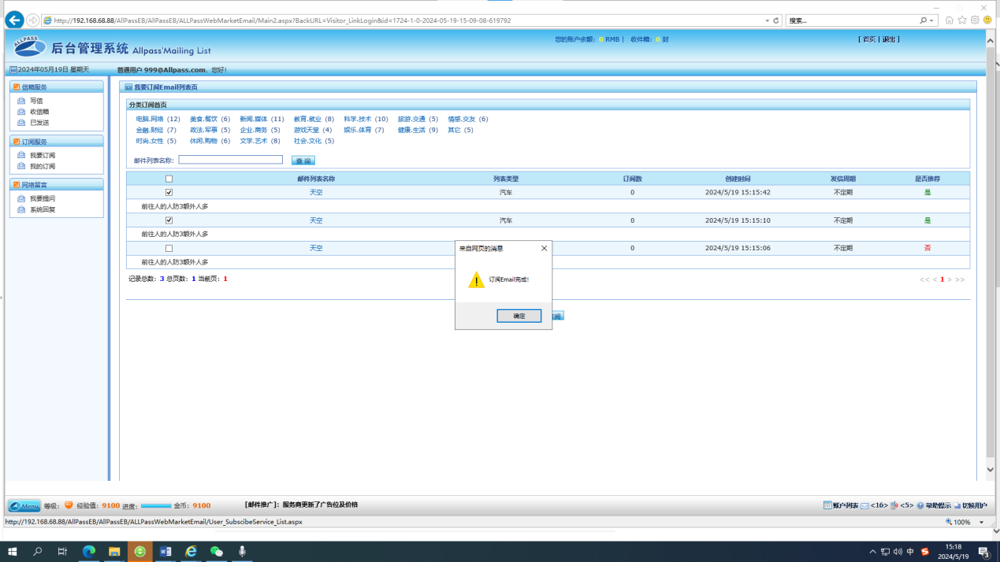 http://192.168.68.88/AllPassEB/AllPassEB/ALLPassWebMarketEmail/Main2.aspx?BackURL=Visitor_LinkLogin&id=1724-1-0-2024-05-19-15-09-08-619792 搜索...
ALLPASS 后台管理系统 Allpass'Mailing List 您的账户余额: 0 RMB | 收件箱: 0 封 [ 首页 | 退出 ]
2024年05月19日 星期天 普通用户 999@Allpass.com, 您好!
信箱服务
写信
收信箱
已发送
订阅服务
我要订阅
我的订阅
网络留言
我要提问
系统回复
我要订阅Email列表页
分类订阅首页
电脑.网络 (12) 美食.餐饮 (6) 新闻.媒体 (11) 教育.就业 (8) 科学.技术 (10) 旅游.交通 (5) 情感.交友 (6)
金融.财经 (7) 政法.军事 (5) 企业.商务 (5) 游戏天堂 (4) 娱乐.体育 (7) 健康.生活 (9) 其它 (5)
时尚.女性 (5) 休闲.购物 (6) 文学.艺术 (8) 社会.文化 (5)
邮件列表名称: 查 询
邮件列表名称 列表类型 订阅数 创建时间 发信周期 是否推荐
天空 汽车 0 2024/5/19 15:15:42 不定期 是
前往人的人防3额外人多
天空 汽车 0 2024/5/19 15:15:10 不定期 是
前往人的人防3额外人多
天空 0 2024/5/19 15:15:06 不定期 否
前往人的人防3额外人多
记录总数: 3 总页数: 1 当前页: 1 << < 1 > >>
来自网页的消息
订阅Email完成!
确定
阅
Menu 等级: 经验值: 9100 进度: 金币: 9100 [邮件推广]: 服务商更新了广告位及价格 账户列表 <16> <5> 帮助提示 切换用户
http://192.168.68.88/AllPassEB/AllPassEB/ALLPassWebMarketEmail/User_SubscibeService_List.aspx 100%
中 15:18
2024/5/19 3